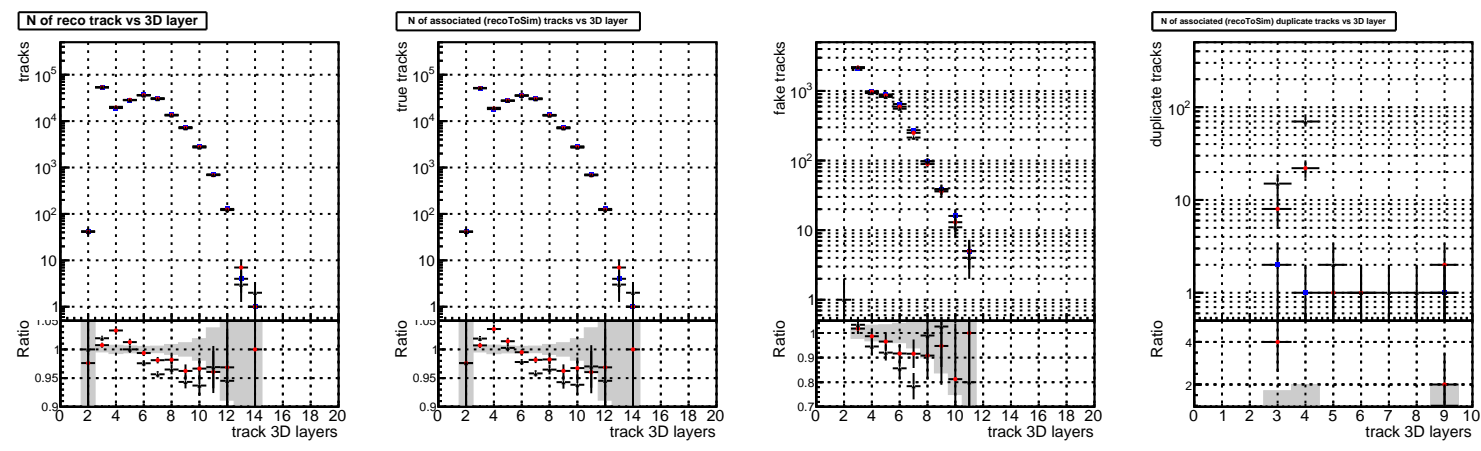 N of reco track vs 3D layer
tracks
10^5
10^4
10^3
10^2
10
1
Ratio
1.05
1
0.95
0.9
0 2 4 6 8 10 12 14 16 18 20
track 3D layers
N of associated (recoToSim) tracks vs 3D layer
true tracks
10^5
10^4
10^3
10^2
10
1
Ratio
1.05
1
0.95
0.9
0 2 4 6 8 10 12 14 16 18 20
track 3D layers
fake tracks
10^3
10^2
10
1
Ratio
1
0.9
0.8
0.7
0 2 4 6 8 10 12 14 16 18 20
track 3D layers
N of associated (recoToSim) duplicate tracks vs 3D layer
duplicate tracks
10^2
10
1
Ratio
4
2
0 1 2 3 4 5 6 7 8 9 10
track 3D layers